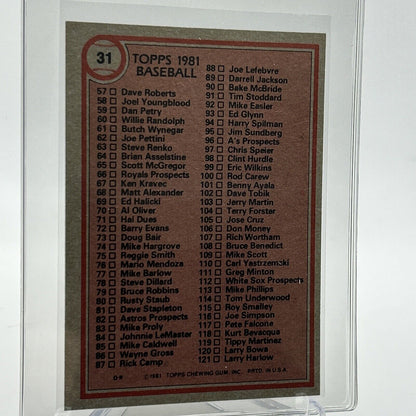 31
TOPPS 1981
BASEBALL
57 Dave Roberts
58 Joel Youngblood
59 Dan Petry
60 Willie Randolph
61 Butch Wynegar
62 Joe Pettini
63 Steve Renko
64 Brian Asselstine
65 Scott McGregor
66 Royals Prospects
67 Ken Kravec
68 Matt Alexander
69 Ed Halicki
70 Al Oliver
71 Hal Dues
72 Barry Evans
73 Doug Bair
74 Mike Hargrove
75 Reggie Smith
76 Mario Mendoza
77 Mike Barlow
78 Steve Dillard
79 Bruce Robbins
80 Rusty Staub
81 Dave Stapleton
82 Astros Prospects
83 Mike Proly
84 Johnnie LeMaster
85 Mike Caldwell
86 Wayne Gross
87 Rick Camp
88 Joe Lefebvre
89 Darrell Jackson
90 Bake McBride
91 Tim Stoddard
92 Mike Easler
93 Ed Glynn
94 Harry Spilman
95 Jim Sundberg
96 A's Prospects
97 Chris Speier
98 Clint Hurdle
99 Eric Wilkins
100 Rod Carew
101 Benny Ayala
102 Dave Tobik
103 Jerry Martin
104 Terry Forster
105 Jose Cruz
106 Don Money
107 Rich Wortham
108 Bruce Benedict
109 Mike Scott
110 Carl Yastrzemski
111 Greg Minton
112 White Sox Prospects
113 Mike Phillips
114 Tom Underwood
115 Roy Smalley
116 Joe Simpson
117 Pete Falcone
118 Kurt Bevacqua
119 Tippy Martinez
120 Larry Bowa
121 Larry Harlow
D-9 © 1981 TOPPS CHEWING GUM, INC. PRTD. IN U.S.A.